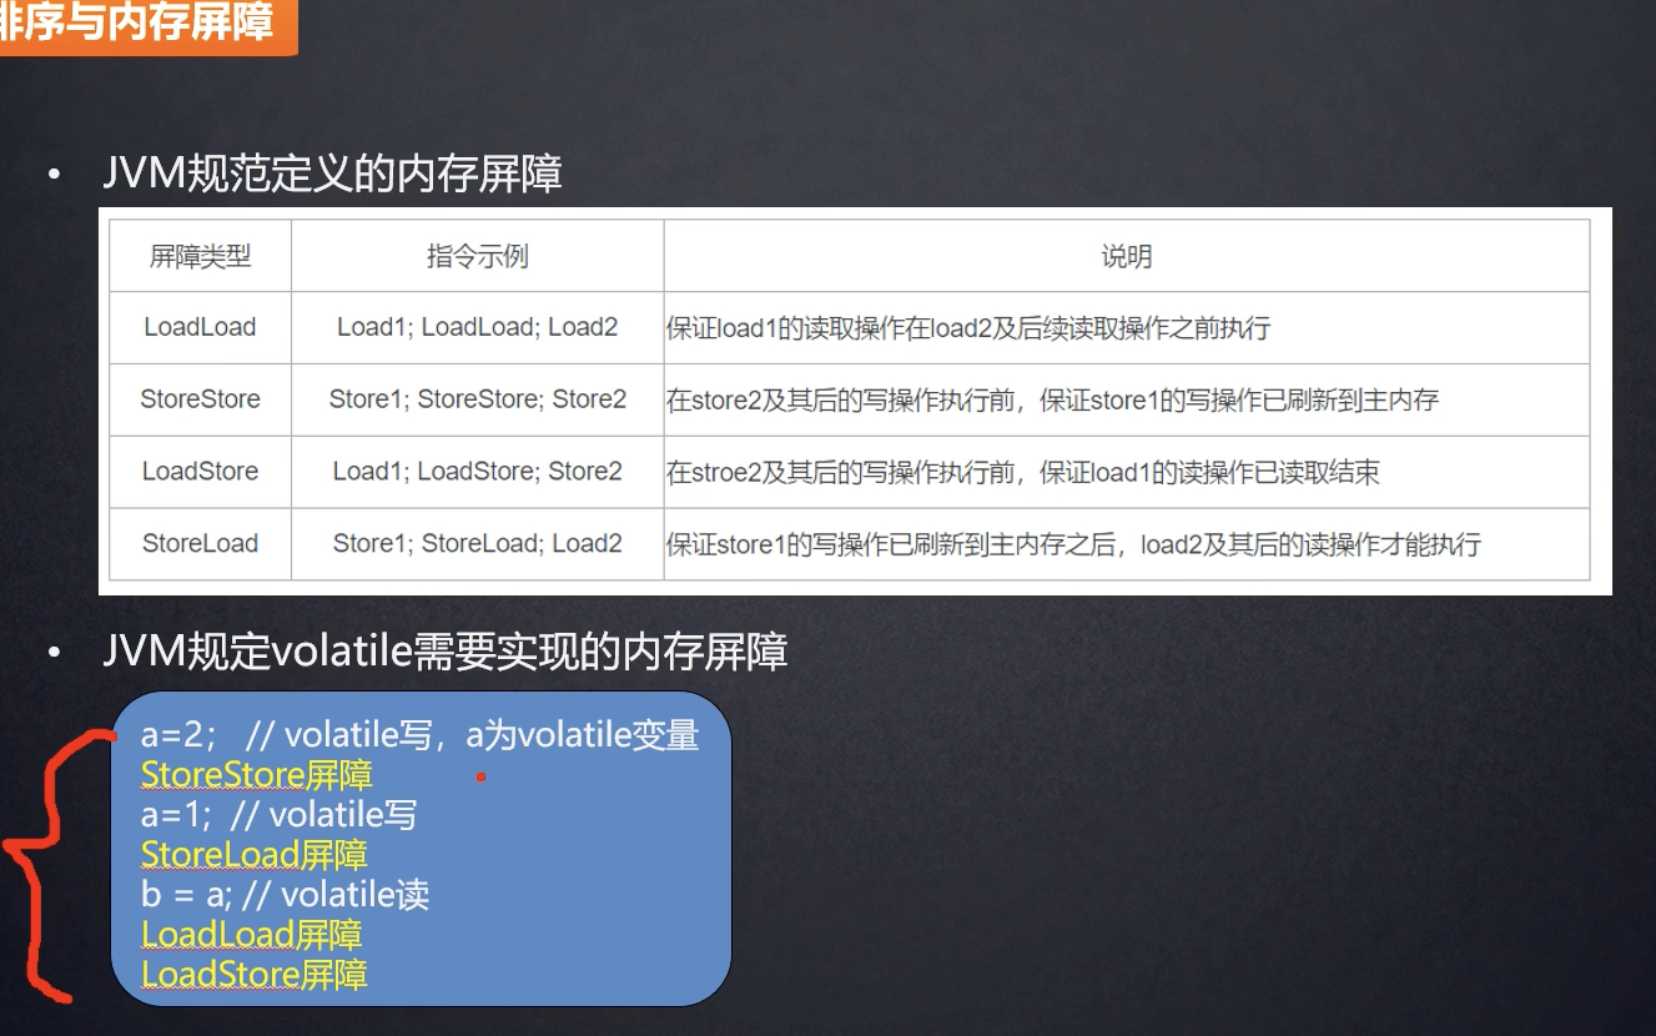 排序与内存屏障
• JVM规范定义的内存屏障
屏障类型 指令示例 说明
LoadLoad Load1; LoadLoad; Load2 保证load1的读取操作在load2及后续读取操作之前执行
StoreStore Store1; StoreStore; Store2 在store2及其后的写操作执行前，保证store1的写操作已刷新到主内存
LoadStore Load1; LoadStore; Store2 在stroe2及其后的写操作执行前，保证load1的读操作已读取结束
StoreLoad Store1; StoreLoad; Load2 保证store1的写操作已刷新到主内存之后，load2及其后的读操作才能执行
• JVM规定volatile需要实现的内存屏障
a=2; // volatile写，a为volatile变量
StoreStore屏障
a=1; // volatile写
StoreLoad屏障
b = a; // volatile读
LoadLoad屏障
LoadStore屏障